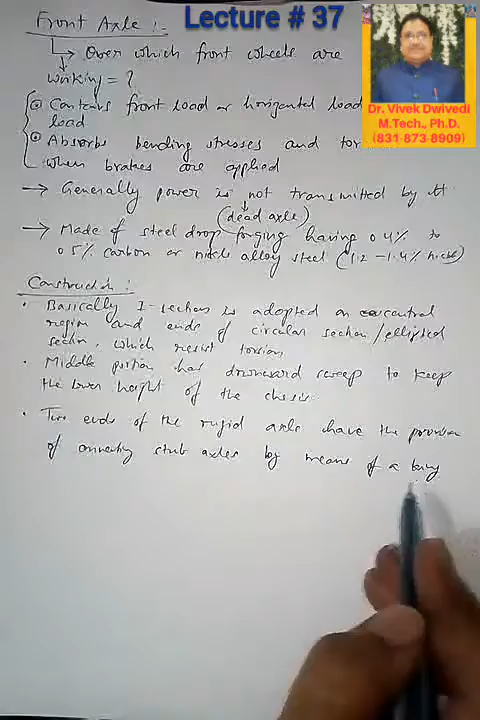 Lecture # 37
Dr. Vivek Dwivedi
M.Tech., Ph.D.
(831-873-8909)
Front Axle :-
Over which front wheels are
working = ?
Contains front load or horizontal load
load
Absorbs bending stresses and tor
when brakes are applied
→ Generally power is not transmitted by it
(dead axle)
→ Made of steel drop forging having 0.4% to
0.5% carbon or nickle alloy steel (1.2 - 1.4% nickel)
Construction :
• Basically I-section is adopted on central
region and ends of circular section/elliptical
section, which resist torsion
• Middle portion has downward sweep to keep
the lower height of the chassis
• Two ends of the rigid axle have the provision
of connecting stub axles by means of a